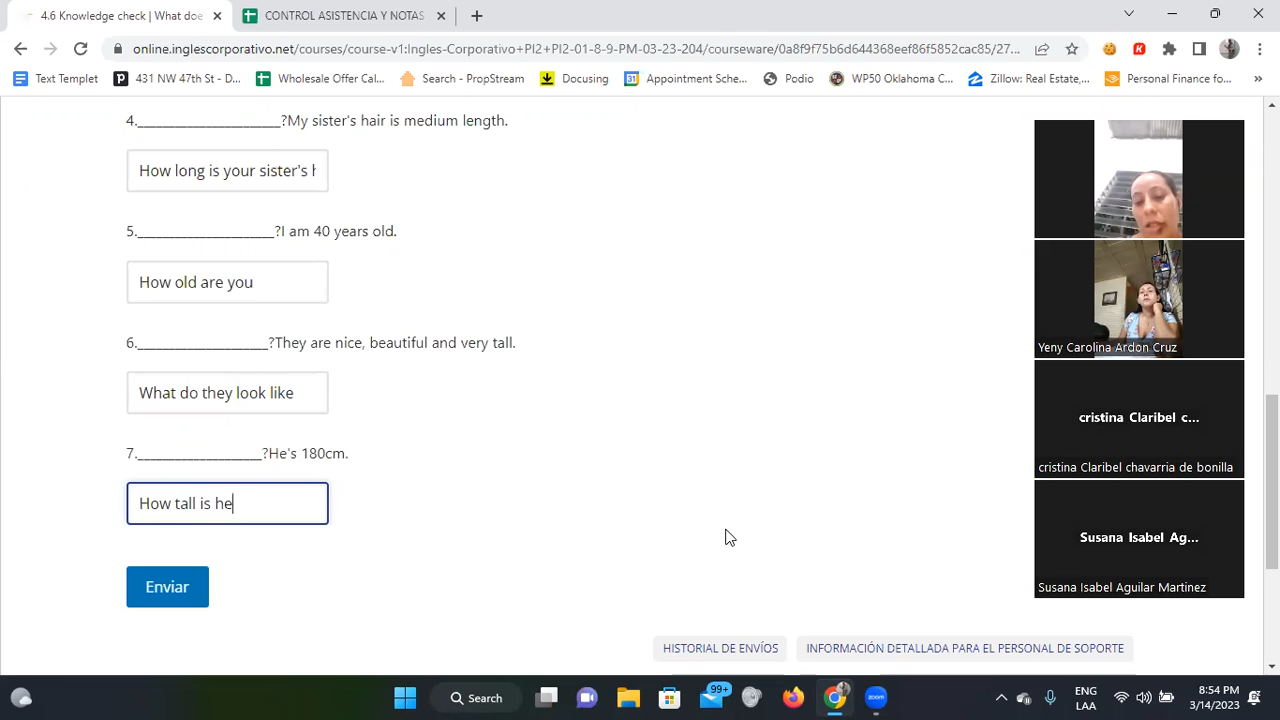 4.6 Knowledge check | What doe
CONTROL ASISTENCIA Y NOTAS
online.inglescorporativo.net/courses/course-v1:Ingles-Corporativo+PI2+PI2-01-8-9-PM-03-23-204/courseware/0a8f9f75b6d644368eef86f5852cac85/27...
Text Templet
431 NW 47th St - D...
Wholesale Offer Cal...
Search - PropStream
Docusing
Appointment Sche...
Podio
WP50 Oklahoma C...
Zillow: Real Estate,...
Personal Finance fo...
»
4.____________________?My sister's hair is medium length.
How long is your sister's h
5.____________________?I am 40 years old.
How old are you
6.___________________?They are nice, beautiful and very tall.
What do they look like
7.__________________?He's 180cm.
How tall is he
Enviar
HISTORIAL DE ENVÍOS
INFORMACIÓN DETALLADA PARA EL PERSONAL DE SOPORTE
Yeny Carolina Ardon Cruz
cristina Claribel c...
cristina Claribel chavarria de bonilla
Susana Isabel Ag...
Susana Isabel Aguilar Martinez
Search
99+
zoom
ENG
LAA
8:54 PM
3/14/2023